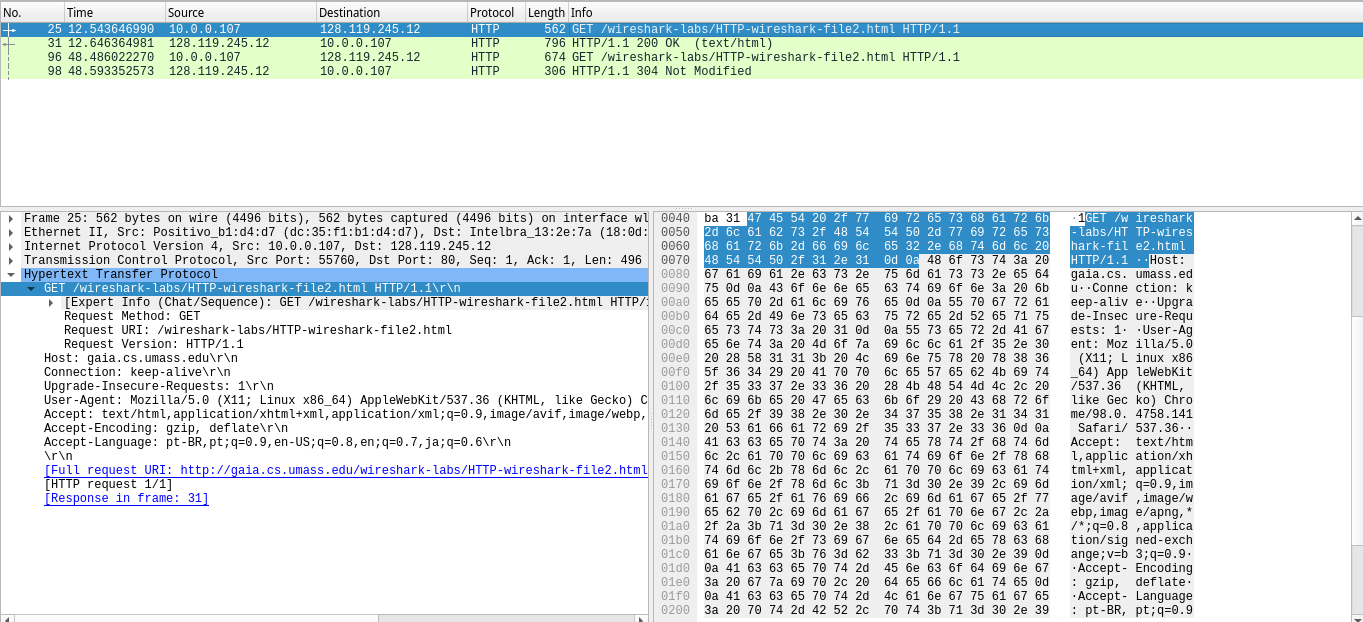 No. Time Source Destination Protocol Length Info
25 12.543646990 10.0.0.107 128.119.245.12 HTTP 562 GET /wireshark-labs/HTTP-wireshark-file2.html HTTP/1.1
31 12.646364981 128.119.245.12 10.0.0.107 HTTP 796 HTTP/1.1 200 OK  (text/html)
96 48.486022270 10.0.0.107 128.119.245.12 HTTP 674 GET /wireshark-labs/HTTP-wireshark-file2.html HTTP/1.1
98 48.593352573 128.119.245.12 10.0.0.107 HTTP 306 HTTP/1.1 304 Not Modified
Frame 25: 562 bytes on wire (4496 bits), 562 bytes captured (4496 bits) on interface wl
Ethernet II, Src: Positivo_b1:d4:d7 (dc:35:f1:b1:d4:d7), Dst: Intelbra_13:2e:7a (18:0d:
Internet Protocol Version 4, Src: 10.0.0.107, Dst: 128.119.245.12
Transmission Control Protocol, Src Port: 55760, Dst Port: 80, Seq: 1, Ack: 1, Len: 496
Hypertext Transfer Protocol
GET /wireshark-labs/HTTP-wireshark-file2.html HTTP/1.1\r\n
[Expert Info (Chat/Sequence): GET /wireshark-labs/HTTP-wireshark-file2.html HTTP/1
Request Method: GET
Request URI: /wireshark-labs/HTTP-wireshark-file2.html
Request Version: HTTP/1.1
Host: gaia.cs.umass.edu\r\n
Connection: keep-alive\r\n
Upgrade-Insecure-Requests: 1\r\n
User-Agent: Mozilla/5.0 (X11; Linux x86_64) AppleWebKit/537.36 (KHTML, like Gecko) C
Accept: text/html,application/xhtml+xml,application/xml;q=0.9,image/avif,image/webp,
Accept-Encoding: gzip, deflate\r\n
Accept-Language: pt-BR,pt;q=0.9,en-US;q=0.8,en;q=0.7,ja;q=0.6\r\n
\r\n
[Full request URI: http://gaia.cs.umass.edu/wireshark-labs/HTTP-wireshark-file2.html
[HTTP request 1/1]
[Response in frame: 31]
0040 ba 31 47 45 54 20 2f 77 69 72 65 73 68 61 72 6b ·1GET /w ireshark
0050 2d 6c 61 62 73 2f 48 54 54 50 2d 77 69 72 65 73 -labs/HT TP-wires
0060 68 61 72 6b 2d 66 69 6c 65 32 2e 68 74 6d 6c 20 hark-fil e2.html
0070 48 54 54 50 2f 31 2e 31 0d 0a 48 6f 73 74 3a 20 HTTP/1.1 ··Host:
0080 67 61 69 61 2e 63 73 2e 75 6d 61 73 73 2e 65 64 gaia.cs. umass.ed
0090 75 0d 0a 43 6f 6e 6e 65 63 74 69 6f 6e 3a 20 6b u··Conne ction: k
00a0 65 65 70 2d 61 6c 69 76 65 0d 0a 55 70 67 72 61 eep-aliv e··Upgra
00b0 64 65 2d 49 6e 73 65 63 75 72 65 2d 52 65 71 75 de-Insec ure-Requ
00c0 65 73 74 73 3a 20 31 0d 0a 55 73 65 72 2d 41 67 ests: 1· ·User-Ag
00d0 65 6e 74 3a 20 4d 6f 7a 69 6c 6c 61 2f 35 2e 30 ent: Moz illa/5.0
00e0 20 28 58 31 31 3b 20 4c 69 6e 75 78 20 78 38 36 (X11; L inux x86
00f0 5f 36 34 29 20 41 70 70 6c 65 57 65 62 4b 69 74 _64) App leWebKit
0100 2f 35 33 37 2e 33 36 20 28 4b 48 54 4d 4c 2c 20 /537.36 (KHTML,
0110 6c 69 6b 65 20 47 65 63 6b 6f 29 20 43 68 72 6f like Gec ko) Chro
0120 6d 65 2f 39 38 2e 30 2e 34 37 35 38 2e 31 34 31 me/98.0. 4758.141
0130 20 53 61 66 61 72 69 2f 35 33 37 2e 33 36 0d 0a Safari/ 537.36··
0140 41 63 63 65 70 74 3a 20 74 65 78 74 2f 68 74 6d Accept: text/htm
0150 6c 2c 61 70 70 6c 69 63 61 74 69 6f 6e 2f 78 68 l,applic ation/xh
0160 74 6d 6c 2b 78 6d 6c 2c 61 70 70 6c 69 63 61 74 tml+xml, applicat
0170 69 6f 6e 2f 78 6d 6c 3b 71 3d 30 2e 39 2c 69 6d ion/xml; q=0.9,im
0180 61 67 65 2f 61 76 69 66 2c 69 6d 61 67 65 2f 77 age/avif ,image/w
0190 65 62 70 2c 69 6d 61 67 65 2f 61 70 6e 67 2c 2a ebp,imag e/apng,*
01a0 2f 2a 3b 71 3d 30 2e 38 2c 61 70 70 6c 69 63 61 /*;q=0.8 ,applica
01b0 74 69 6f 6e 2f 73 69 67 6e 65 64 2d 65 78 63 68 tion/sig ned-exch
01c0 61 6e 67 65 3b 76 3d 62 33 3b 71 3d 30 2e 39 0d ange;v=b 3;q=0.9·
01d0 0a 41 63 63 65 70 74 2d 45 6e 63 6f 64 69 6e 67 ·Accept- Encoding
01e0 3a 20 67 7a 69 70 2c 20 64 65 66 6c 61 74 65 0d : gzip, deflate·
01f0 0a 41 63 63 65 70 74 2d 4c 61 6e 67 75 61 67 65 ·Accept- Language
0200 3a 20 70 74 2d 42 52 2c 70 74 3b 71 3d 30 2e 39 : pt-BR, pt;q=0.9